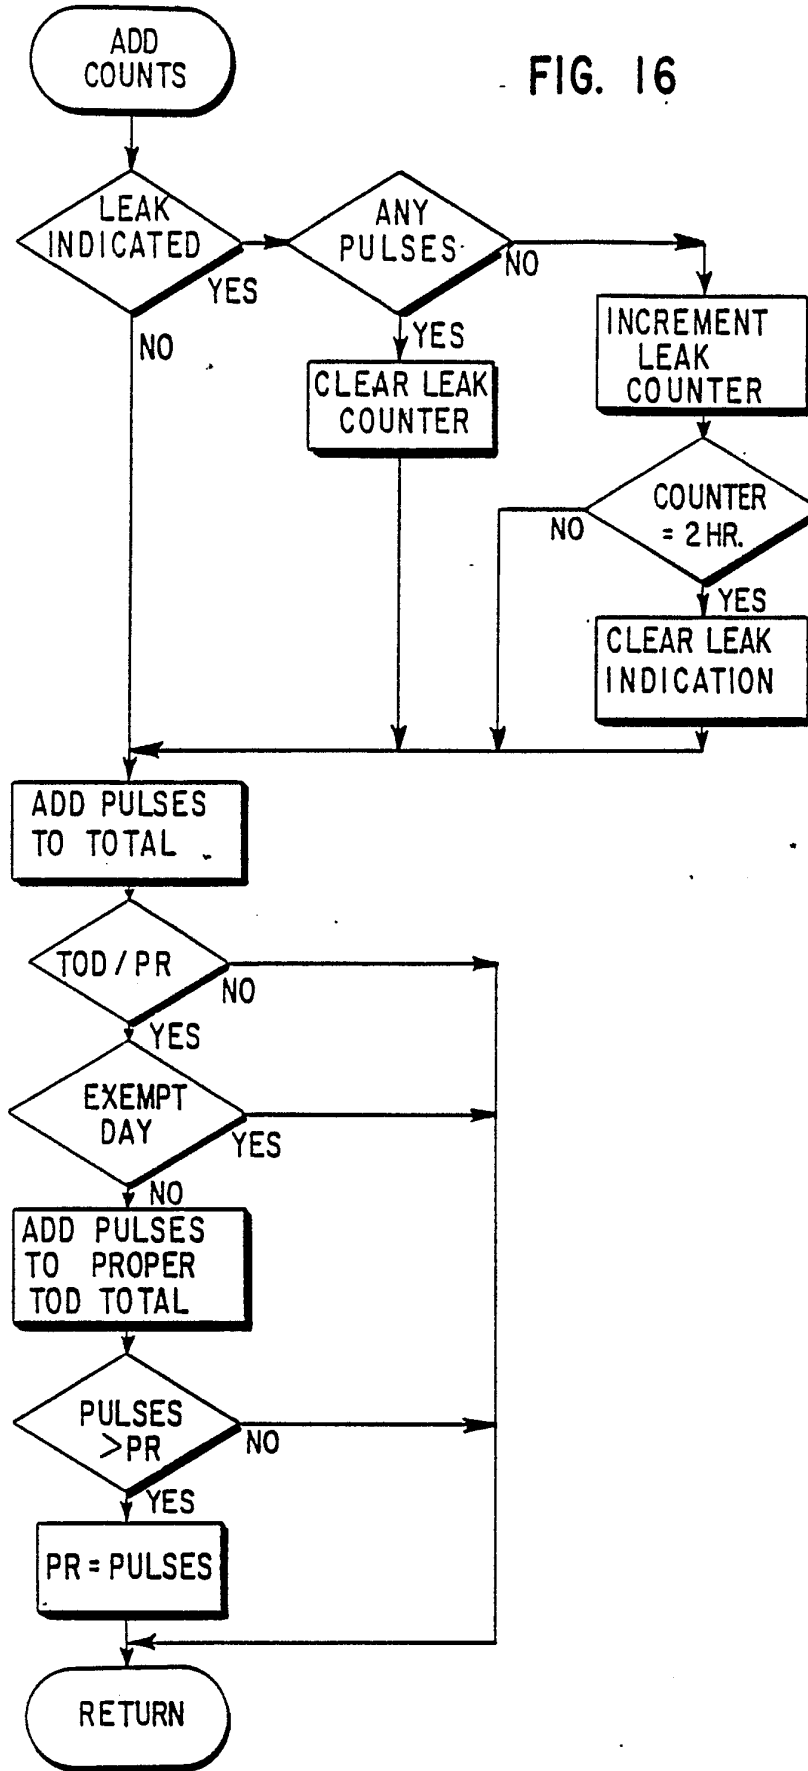 ADD
COUNTS
FIG. 16
LEAK
INDICATED
YES
NO
ANY
PULSES
NO
YES
CLEAR LEAK
COUNTER
INCREMENT
LEAK
COUNTER
COUNTER
= 2 HR.
NO
YES
CLEAR LEAK
INDICATION
ADD PULSES
TO TOTAL
TOD / PR
NO
YES
EXEMPT
DAY
YES
NO
ADD PULSES
TO PROPER
TOD TOTAL
PULSES
>PR
NO
YES
PR = PULSES
RETURN